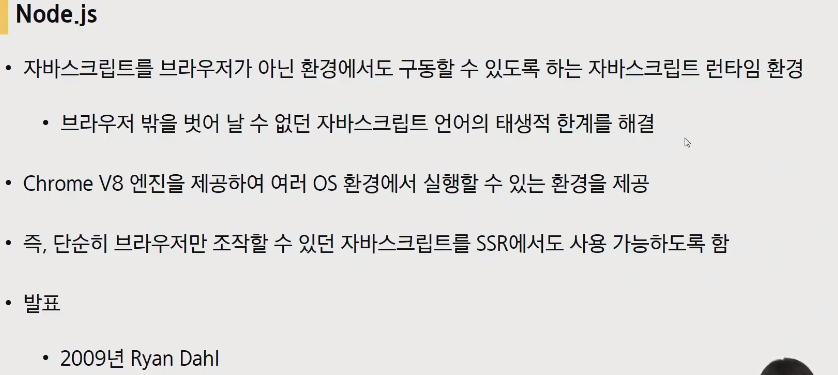 Node.js
• 자바스크립트를 브라우저가 아닌 환경에서도 구동할 수 있도록 하는 자바스크립트 런타임 환경
• 브라우저 밖을 벗어 날 수 없던 자바스크립트 언어의 태생적 한계를 해결
• Chrome V8 엔진을 제공하여 여러 OS 환경에서 실행할 수 있는 환경을 제공
• 즉, 단순히 브라우저만 조작할 수 있던 자바스크립트를 SSR에서도 사용 가능하도록 함
• 발표
• 2009년 Ryan Dahl